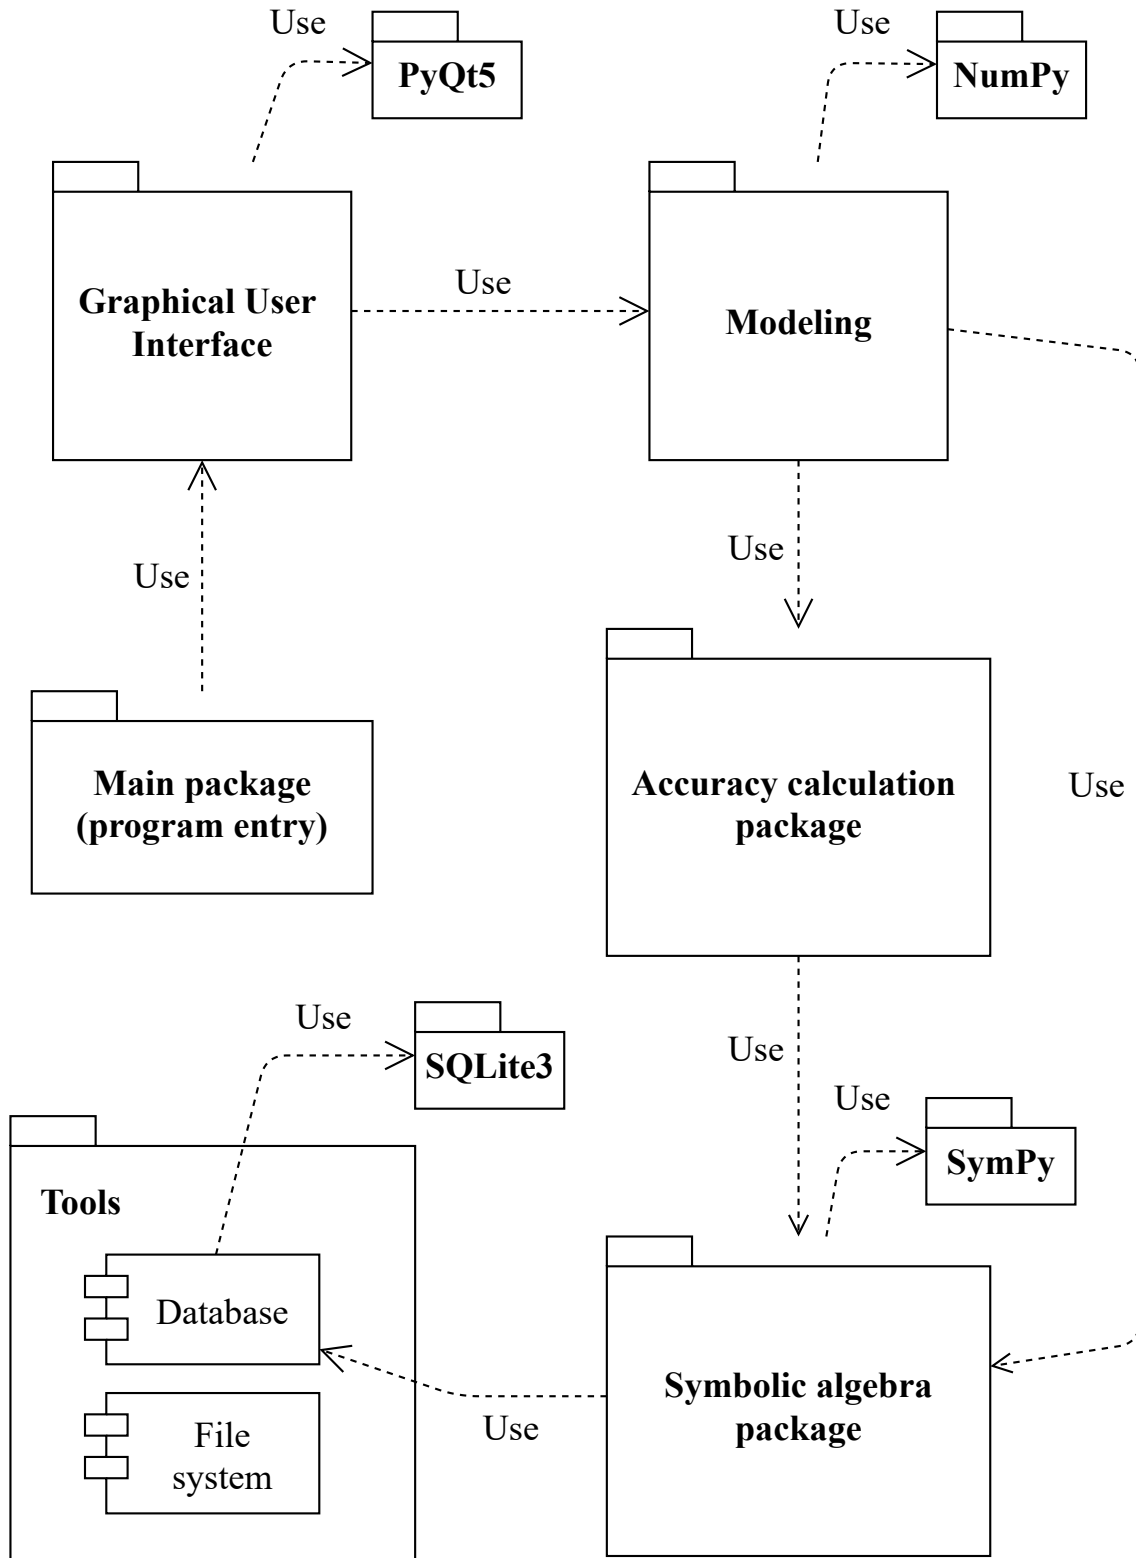 Use
PyQt5
Use
NumPy
Graphical User
Interface
Use
Modeling
Use
Use
Main package
(program entry)
Accuracy calculation
package
Use
Use
SQLite3
Use
Use
SymPy
Tools
Database
File
system
Use
Symbolic algebra
package